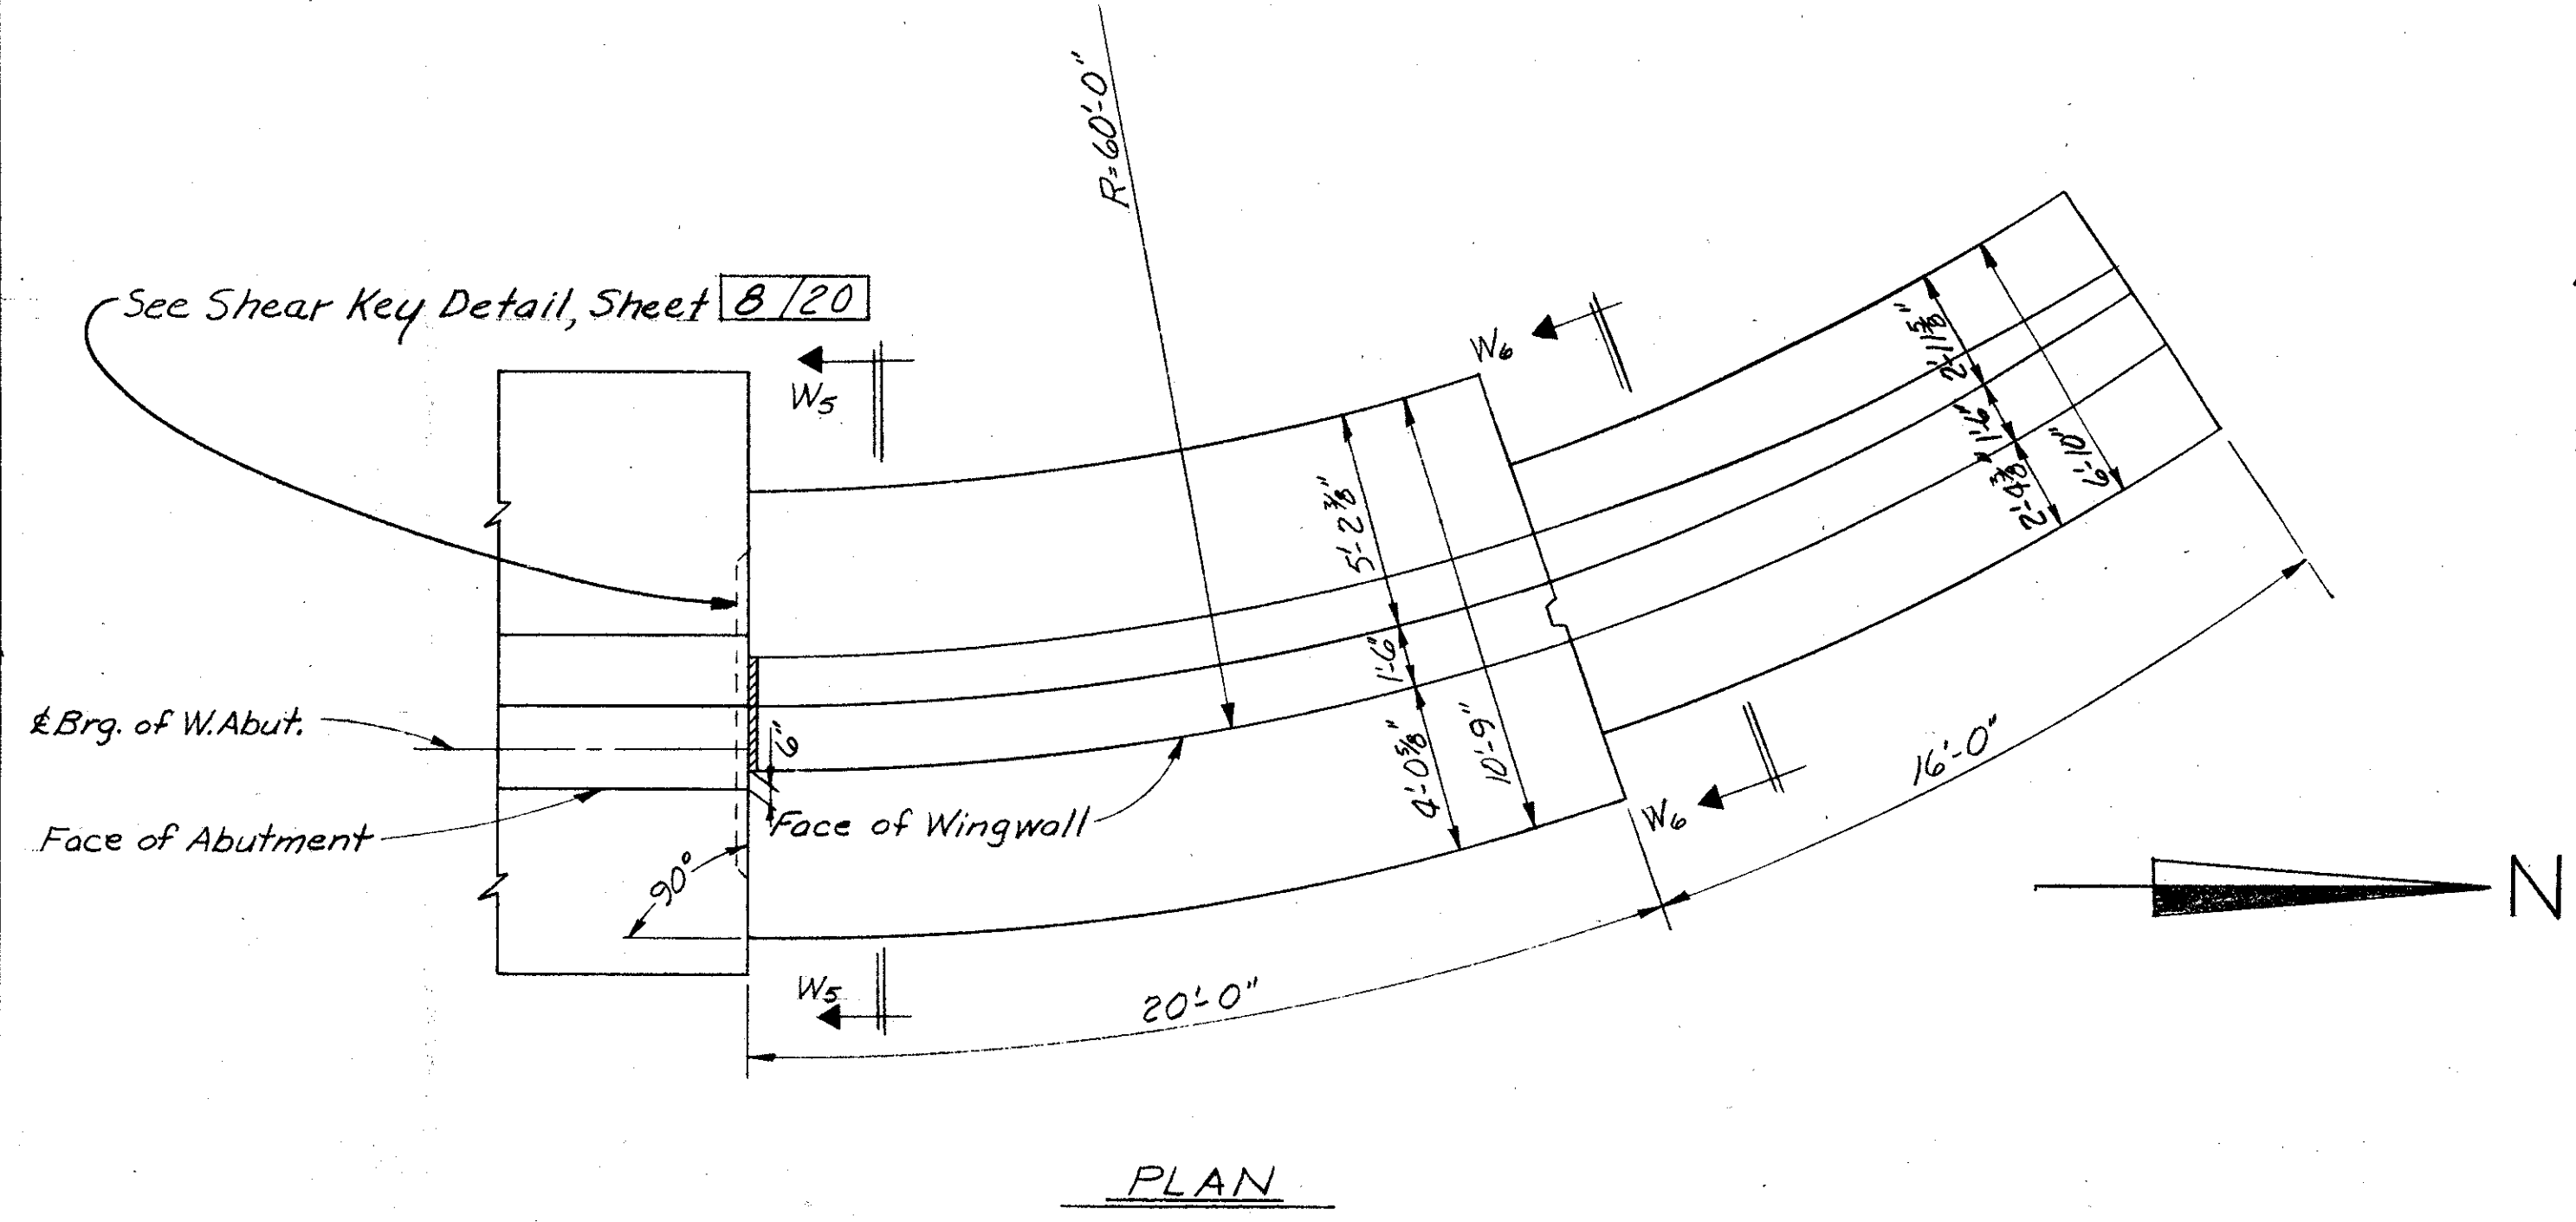 R=60'-0"
See Shear Key Detail, Sheet 8/20
W5
W6
2'-11 5/8"
1'-6"
2'-4 3/8"
6'-10"
5'-2 3/8"
1'-6"
4'-0 5/8"
10'-9"
℄ Brg. of W. Abut.
6"
Face of Abutment
Face of Wingwall
90°
W6
16'-0"
N
W5
20'-0"
PLAN